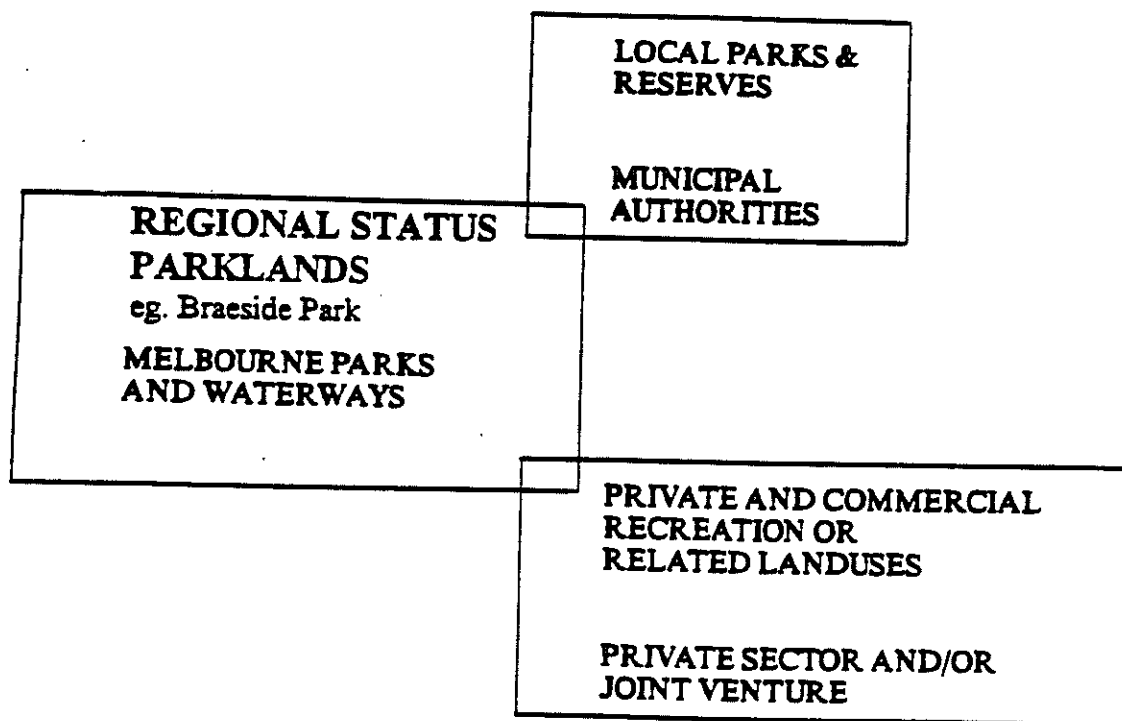 LOCAL PARKS &
RESERVES
MUNICIPAL
AUTHORITIES
REGIONAL STATUS
PARKLANDS
eg. Braeside Park
MELBOURNE PARKS
AND WATERWAYS
PRIVATE AND COMMERCIAL
RECREATION OR
RELATED LANDUSES
PRIVATE SECTOR AND/OR
JOINT VENTURE